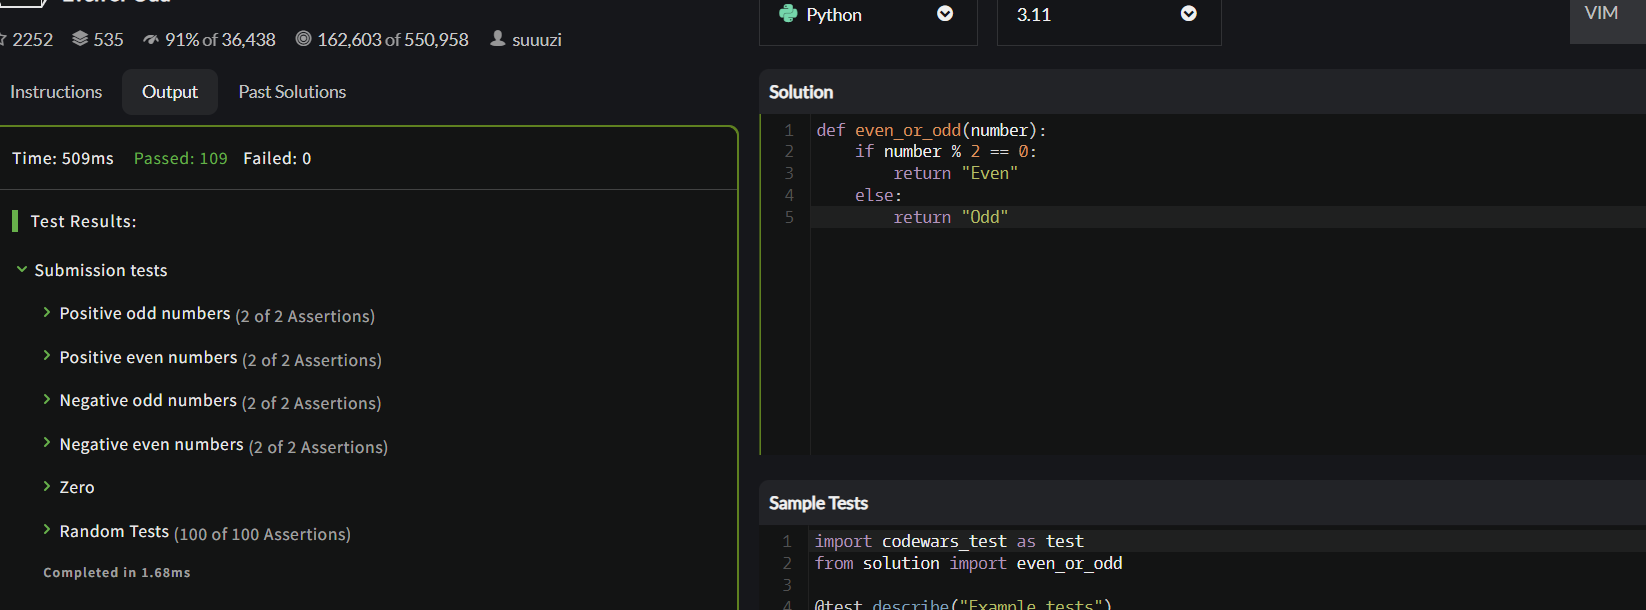 Python
3.11
VIM
2252 535 91% of 36,438 162,603 of 550,958 suuuzi
Instructions Output Past Solutions
Time: 509ms Passed: 109 Failed: 0
Test Results:
Submission tests
Positive odd numbers (2 of 2 Assertions)
Positive even numbers (2 of 2 Assertions)
Negative odd numbers (2 of 2 Assertions)
Negative even numbers (2 of 2 Assertions)
Zero
Random Tests (100 of 100 Assertions)
Completed in 1.68ms
Solution
1 def even_or_odd(number):
2     if number % 2 == 0:
3         return "Even"
4     else:
5         return "Odd"
Sample Tests
1 import codewars_test as test
2 from solution import even_or_odd
3
4 @test.describe("Example tests")